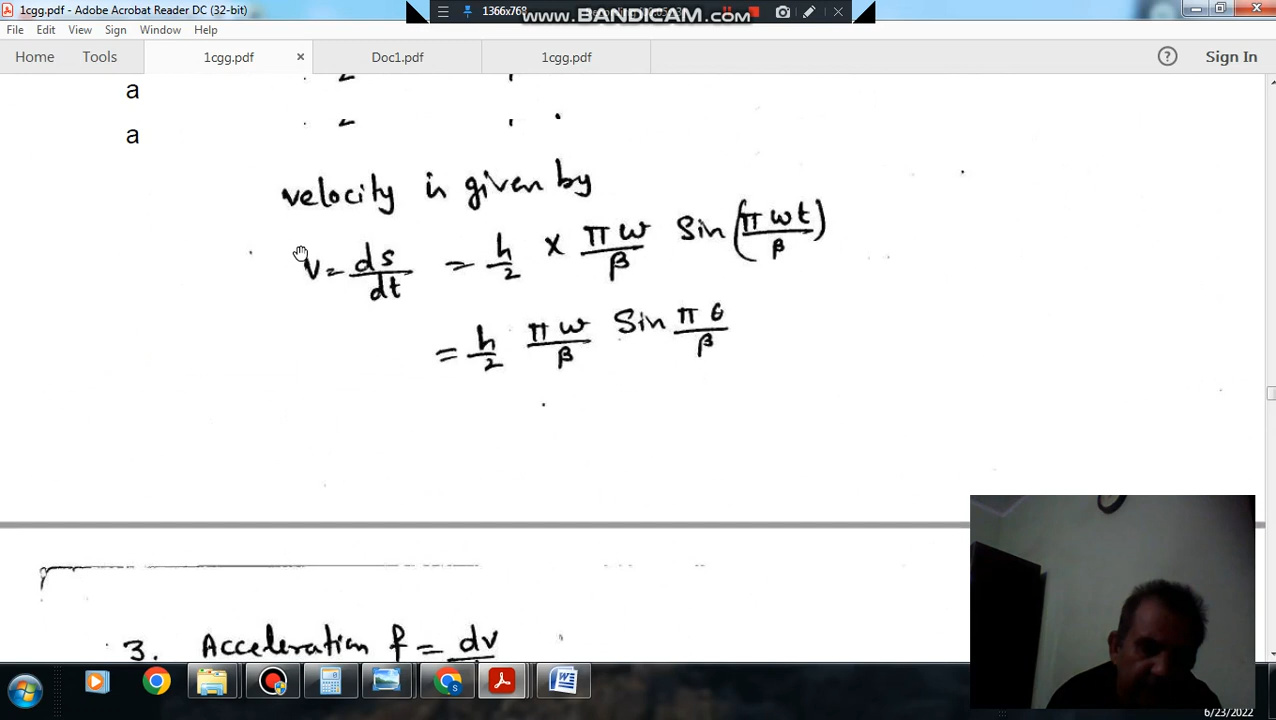 1cgg.pdf - Adobe Acrobat Reader DC (32-bit)
1366x768
www.BANDICAM.com
File Edit View Sign Window Help
Home Tools 1cgg.pdf × Doc1.pdf 1cgg.pdf ? Sign In
a
a
velocity is given by
v = ds/dt = h/2 × πω/β Sin(πωt/β)
= h/2 πω/β Sin πθ/β
3. Acceleration f = dv
6/23/2022